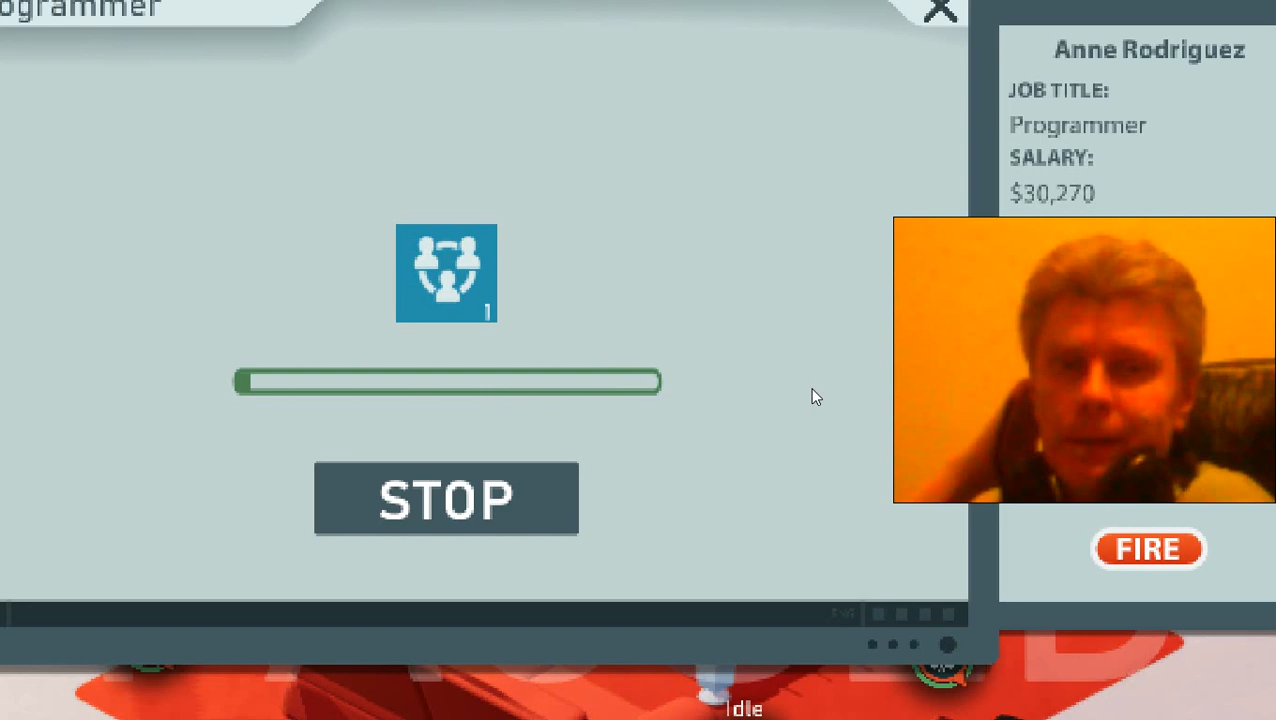 ogrammer
Anne Rodriguez
JOB TITLE:
Programmer
SALARY:
$30,270
1
STOP
FIRE
Idle